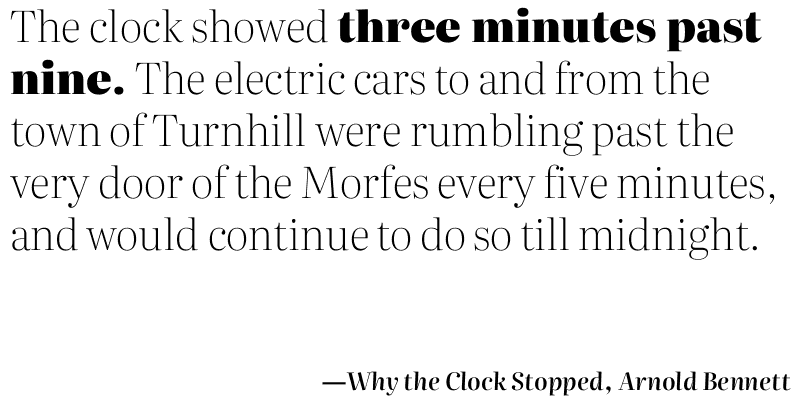 The clock showed three minutes past
nine. The electric cars to and from the
town of Turnhill were rumbling past the
very door of the Morfes every five minutes,
and would continue to do so till midnight.
—Why the Clock Stopped, Arnold Bennett